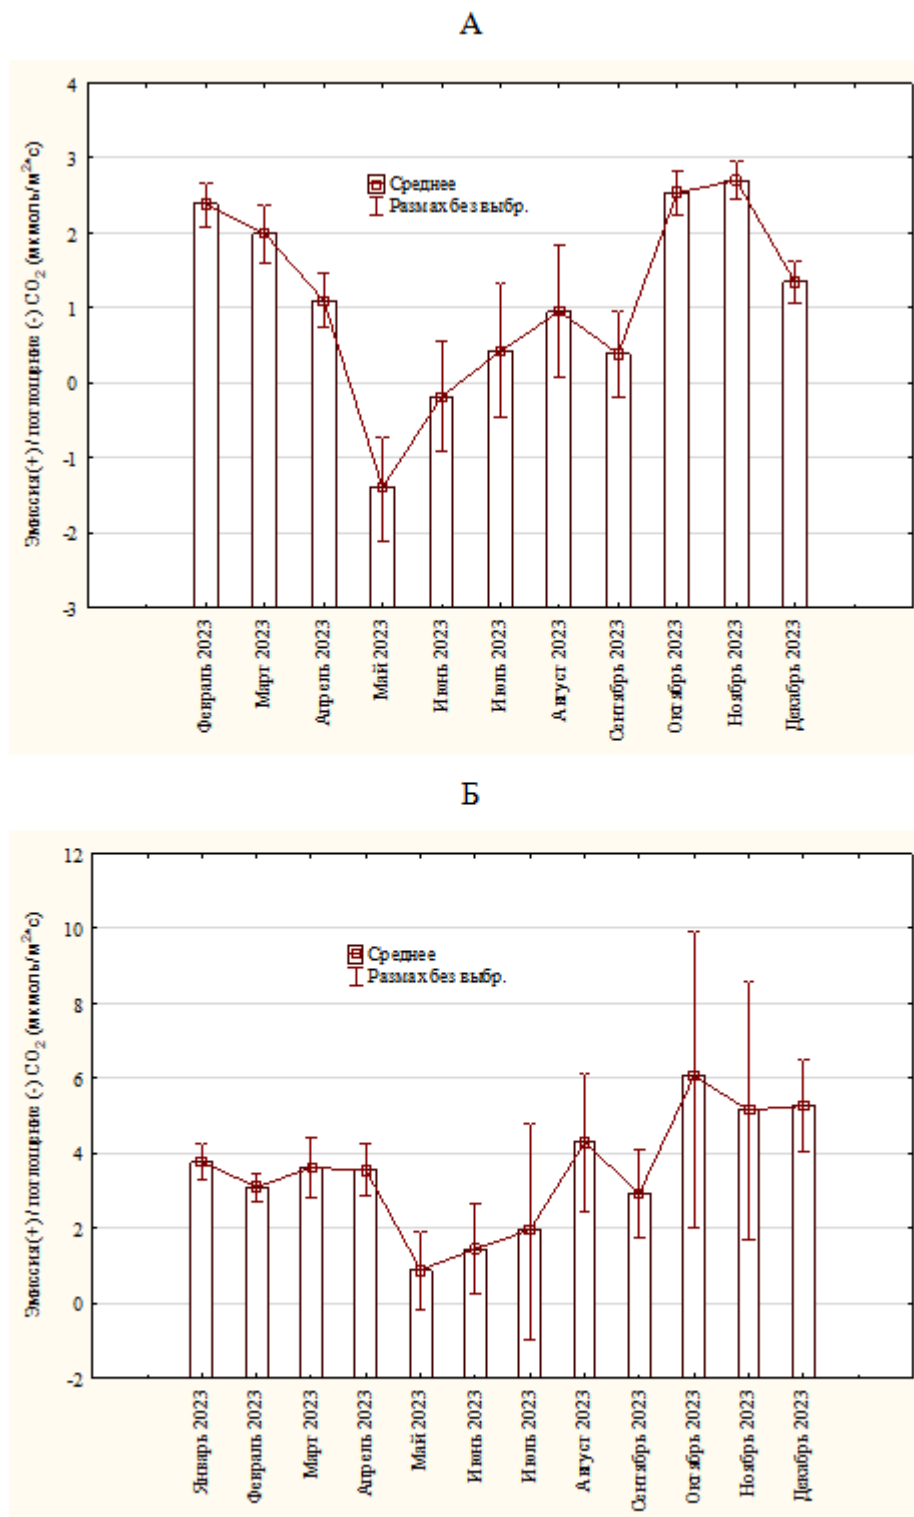 А
Эмиссия(+) / поглощение (-) CO2 (мкмоль/м2*с)
4
3
2
1
0
-1
-2
-3
Среднее
Размах без выбр.
Февраль 2023
Март 2023
Апрель 2023
Май 2023
Июнь 2023
Июль 2023
Август 2023
Сентябрь 2023
Октябрь 2023
Ноябрь 2023
Декабрь 2023
Б
Эмиссия(+) / поглощение (-) CO2 (мкмоль/м2*с)
12
10
8
6
4
2
0
-2
Среднее
Размах без выбр.
Январь 2023
Февраль 2023
Март 2023
Апрель 2023
Май 2023
Июнь 2023
Июль 2023
Август 2023
Сентябрь 2023
Октябрь 2023
Ноябрь 2023
Декабрь 2023